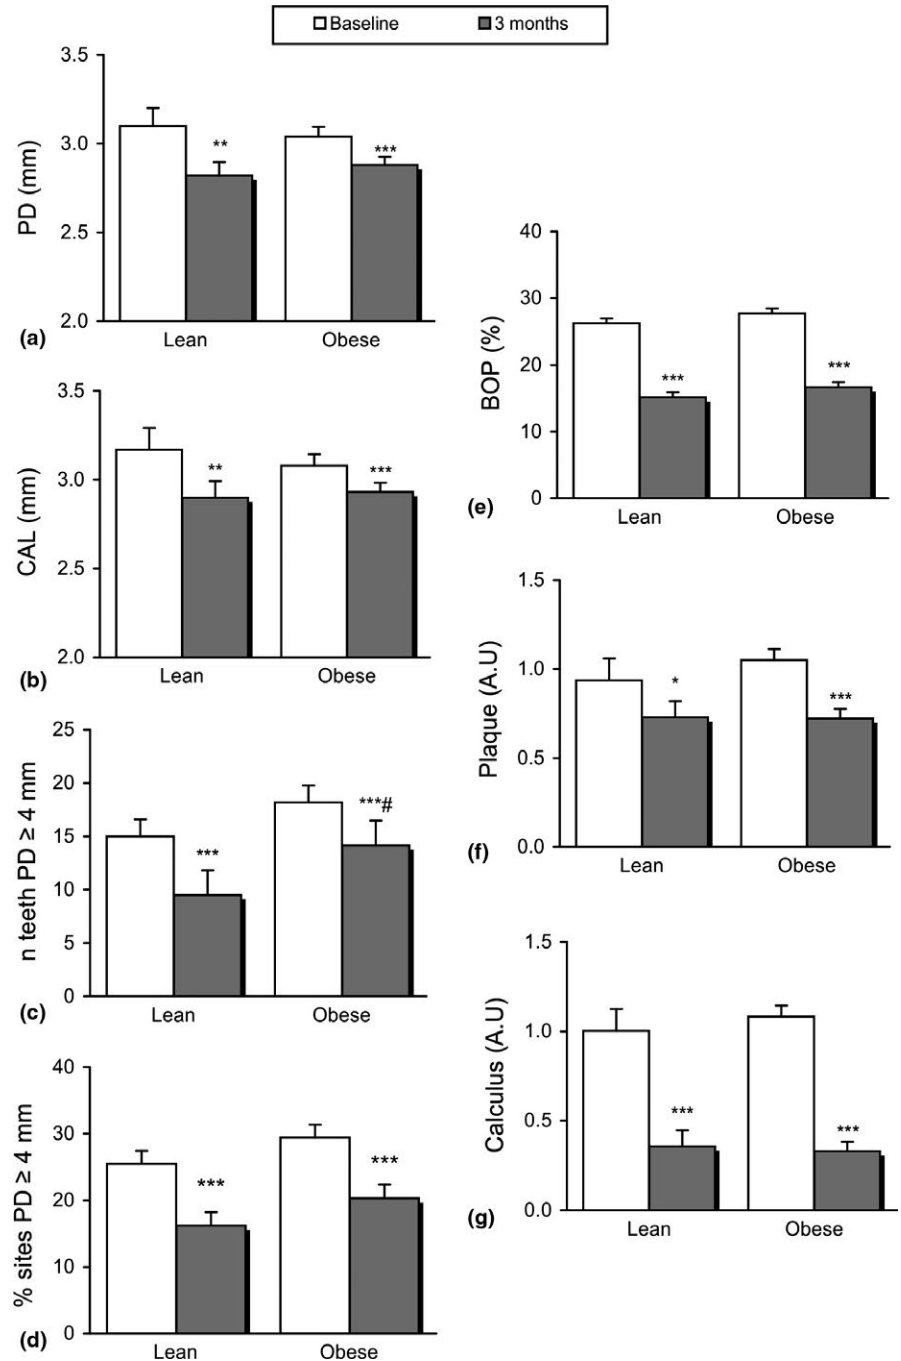 Baseline 3 months
3.5
3.0
2.5
2.0
PD (mm)
**
***
Lean Obese
(a)
3.5
3.0
2.5
2.0
CAL (mm)
**
***
Lean Obese
(b)
25
20
15
10
5
0
n teeth PD ≥ 4 mm
***
***#
Lean Obese
(c)
40
30
20
10
0
% sites PD ≥ 4 mm
***
***
Lean Obese
(d)
40
30
20
10
0
BOP (%)
***
***
Lean Obese
(e)
1.5
1.0
0.5
0.0
Plaque (A.U)
*
***
Lean Obese
(f)
1.5
1.0
0.5
0.0
Calculus (A.U)
***
***
Lean Obese
(g)